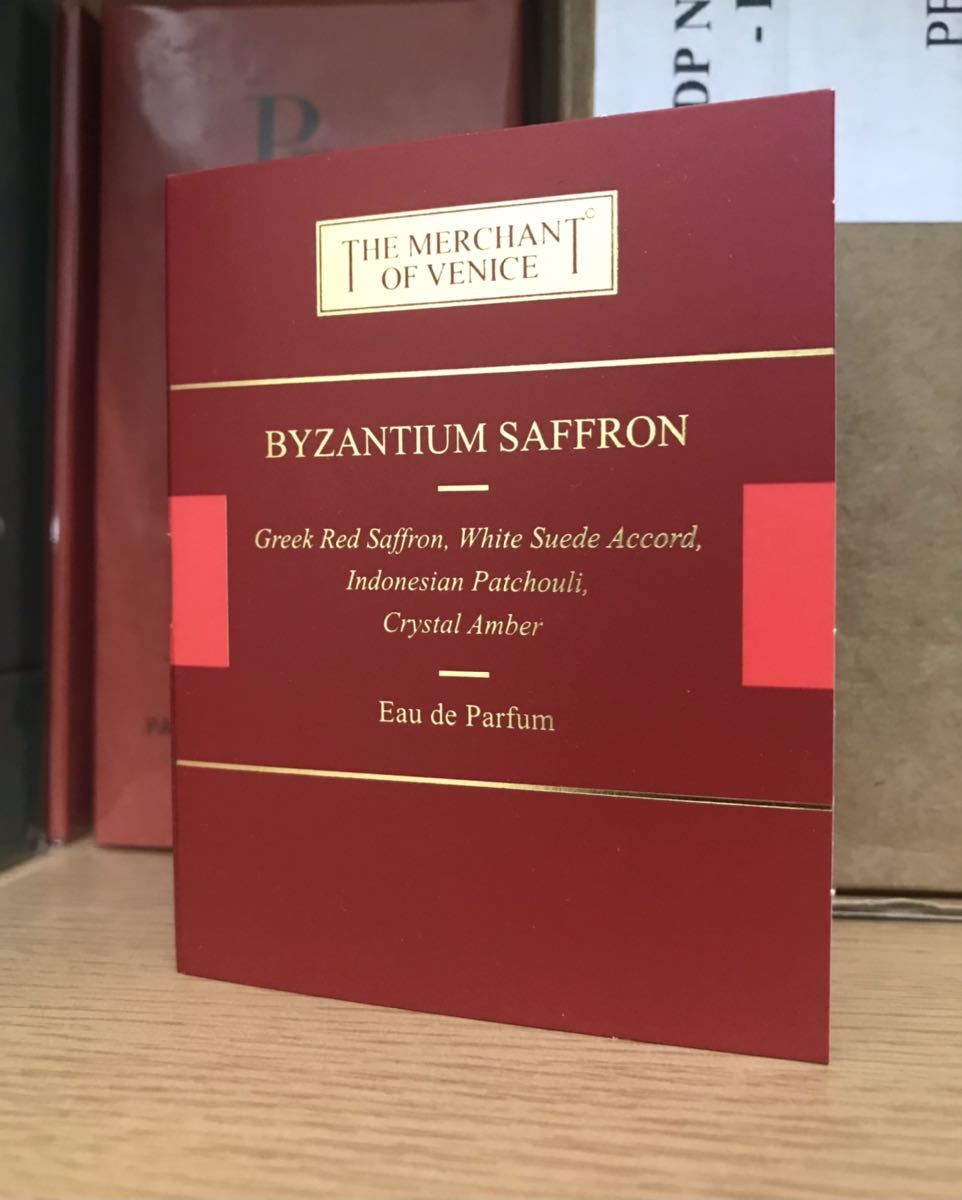 THE MERCHANT©
OF VENICE
BYZANTIUM SAFFRON
Greek Red Saffron, White Suede Accord,
Indonesian Patchouli,
Crystal Amber
Eau de Parfum